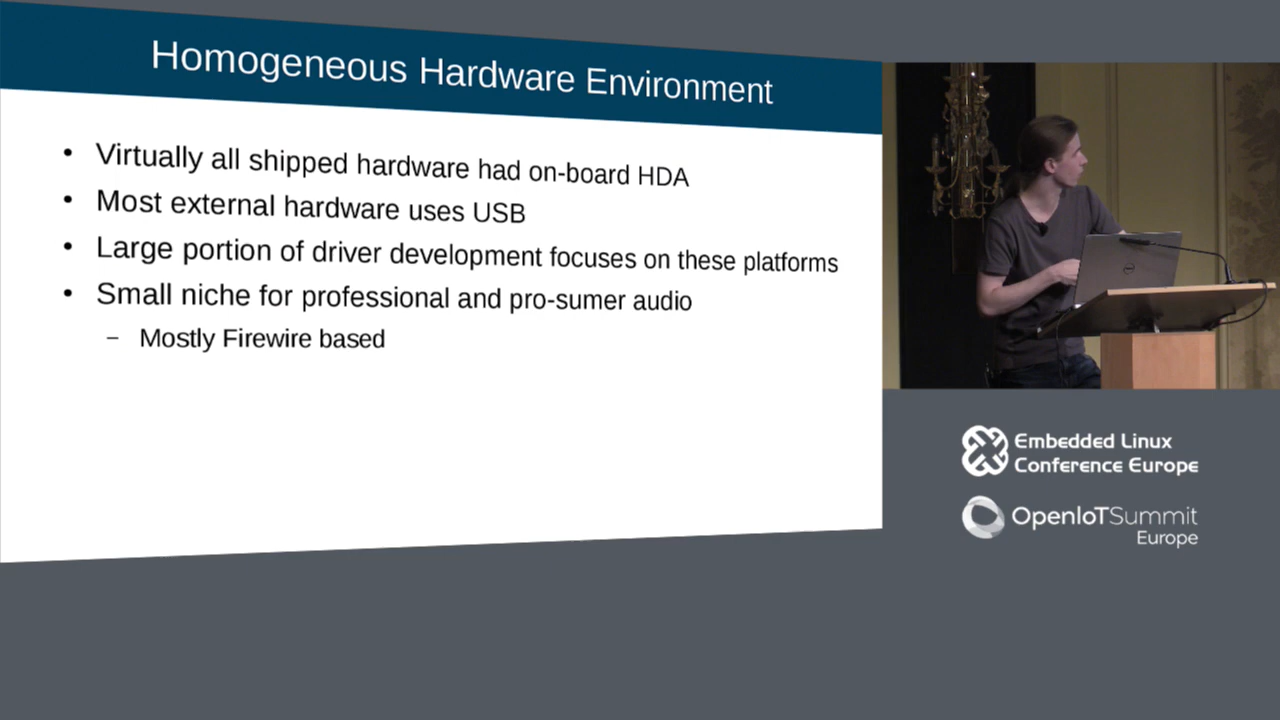 Homogeneous Hardware Environment
• Virtually all shipped hardware had on-board HDA
• Most external hardware uses USB
• Large portion of driver development focuses on these platforms
• Small niche for professional and pro-sumer audio
– Mostly Firewire based
Embedded Linux
Conference Europe
OpenIoTSummit
Europe